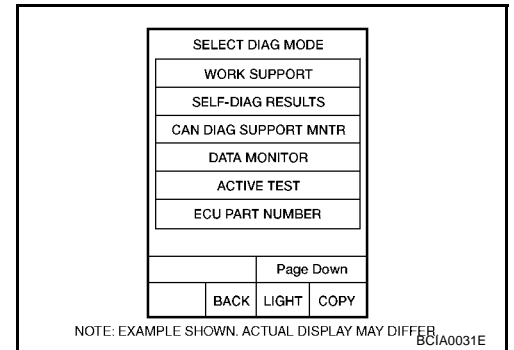 SELECT DIAG MODE
WORK SUPPORT
SELF-DIAG RESULTS
CAN DIAG SUPPORT MNTR
DATA MONITOR
ACTIVE TEST
ECU PART NUMBER
Page Down
BACK LIGHT COPY
NOTE: EXAMPLE SHOWN. ACTUAL DISPLAY MAY DIFFER.
BCIA0031E